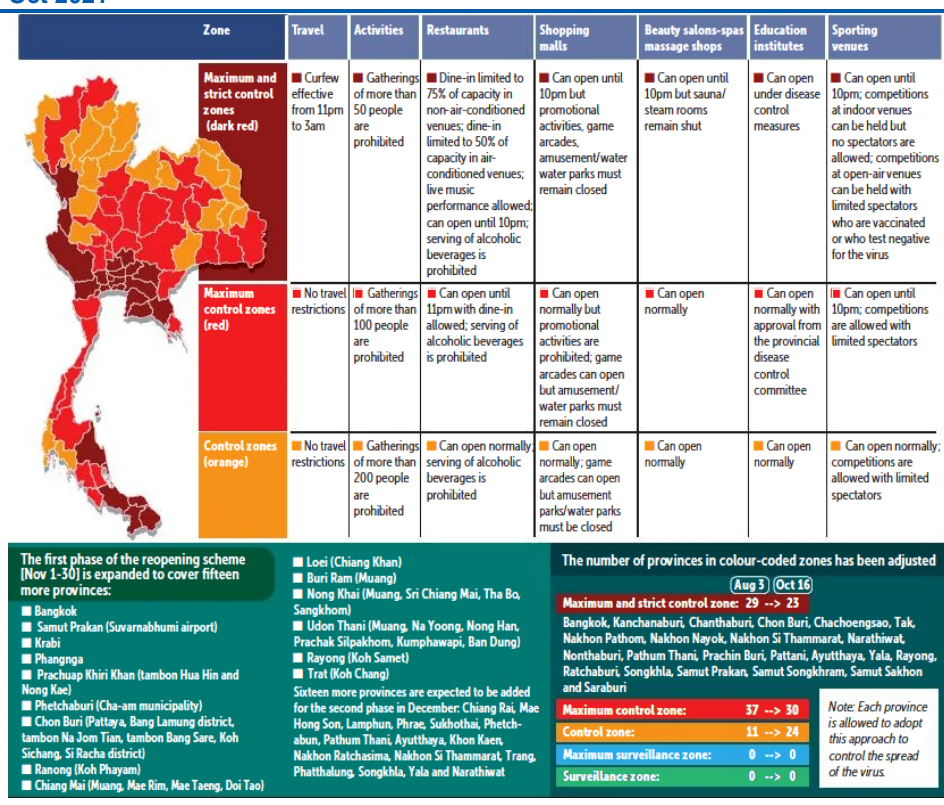 Zone
Travel
Activities
Restaurants
Shopping
malls
Beauty salons-spas
massage shops
Education
institutes
Sporting
venues
Maximum and
strict control
zones
(dark red)
Curfew
effective
from 11pm
to 3am
Gatherings
of more than
50 people
are
prohibited
Dine-in limited to
75% of capacity in
non-air-conditioned
venues; dine-in
limited to 50% of
capacity in air-
conditioned venues;
live music
performance allowed;
can open until 10pm;
serving of alcoholic
beverages is
prohibited
Can open until
10pm but
promotional
activities, game
arcades,
amusement/water
water parks must
remain closed
Can open until
10pm but sauna/
steam rooms
remain shut
Can open
under disease
control
measures
Can open until
10pm; competitions
at indoor venues
can be held but
no spectators are
allowed; competitions
at open-air venues
can be held with
limited spectators
who are vaccinated
or who test negative
for the virus
Maximum
control zones
(red)
No travel
restrictions
Gatherings
of more than
100 people
are
prohibited
Can open until
11pm with dine-in
allowed; serving of
alcoholic beverages
is prohibited
Can open
normally but
promotional
activities are
prohibited; game
arcades can open
but amusement/
water parks must
remain closed
Can open
normally
Can open
normally with
approval from
the provincial
disease
control
committee
Can open until
10pm; competitions
are allowed with
limited spectators
Control zones
(orange)
No travel
restrictions
Gatherings
of more than
200 people
are
prohibited
Can open normally;
serving of alcoholic
beverages is
prohibited
Can open
normally; game
arcades can open
but amusement
parks/water parks
must be closed
Can open
normally
Can open
normally
Can open normally;
competitions are
allowed with limited
spectators
The first phase of the reopening scheme
[Nov 1-30] is expanded to cover fifteen
more provinces:
Bangkok
Samut Prakan (Suvarnabhumi airport)
Krabi
Phangnga
Prachuap Khiri Khan (tambon Hua Hin and
Nong Kae)
Phetchaburi (Cha-am municipality)
Chon Buri (Pattaya, Bang Lamung district,
tambon Na Jom Tian, tambon Bang Sare, Koh
Sichang, Si Racha district)
Ranong (Koh Phayam)
Chiang Mai (Muang, Mae Rim, Mae Taeng, Doi Tao)
Loei (Chiang Khan)
Buri Ram (Muang)
Nong Khai (Muang, Sri Chiang Mai, Tha Bo,
Sangkhom)
Udon Thani (Muang, Na Yoong, Nong Han,
Prachak Silpakhom, Kumphawapi, Ban Dung)
Rayong (Koh Samet)
Trat (Koh Chang)
Sixteen more provinces are expected to be added
for the second phase in December: Chiang Rai, Mae
Hong Son, Lamphun, Phrae, Sukhothai, Phetch-
abun, Pathum Thani, Ayutthaya, Khon Kaen,
Nakhon Ratchasima, Nakhon Si Thammarat, Trang,
Phatthalung, Songkhla, Yala and Narathiwat
The number of provinces in colour-coded zones has been adjusted
Aug 3 Oct 16
Maximum and strict control zone: 29 --> 23
Bangkok, Kanchanaburi, Chanthaburi, Chon Buri, Chachoengsao, Tak,
Nakhon Pathom, Nakhon Nayok, Nakhon Si Thammarat, Narathiwat,
Nonthaburi, Pathum Thani, Prachin Buri, Pattani, Ayutthaya, Yala, Rayong,
Ratchaburi, Songkhla, Samut Prakan, Samut Songkhram, Samut Sakhon
and Saraburi
Maximum control zone: 37 --> 30
Control zone: 11 --> 24
Maximum surveillance zone: 0 --> 0
Surveillance zone: 0 --> 0
Note: Each province
is allowed to adopt
this approach to
control the spread
of the virus.